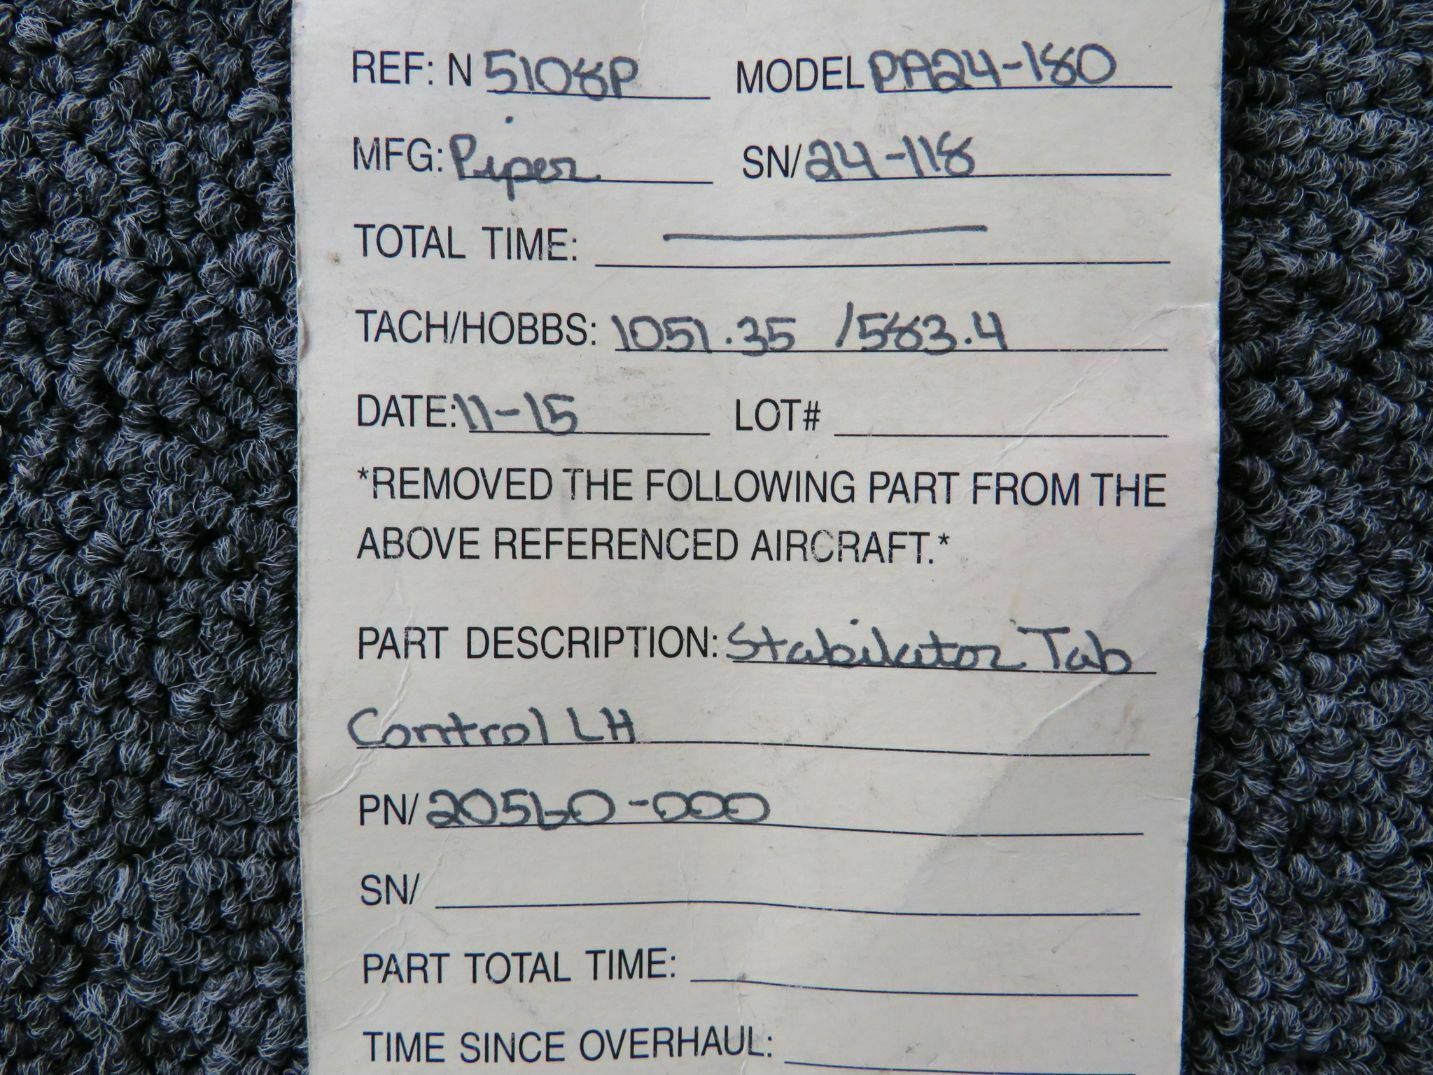 REF: N 5108P MODEL PA24-180
MFG: Piper SN/ 24-118
TOTAL TIME: —
TACH/HOBBS: 1051.35 /583.4
DATE: 11-15 LOT#
*REMOVED THE FOLLOWING PART FROM THE
ABOVE REFERENCED AIRCRAFT.*
PART DESCRIPTION: Stabilator Tab
Control LH
PN/ 20560-000
SN/
PART TOTAL TIME:
TIME SINCE OVERHAUL: